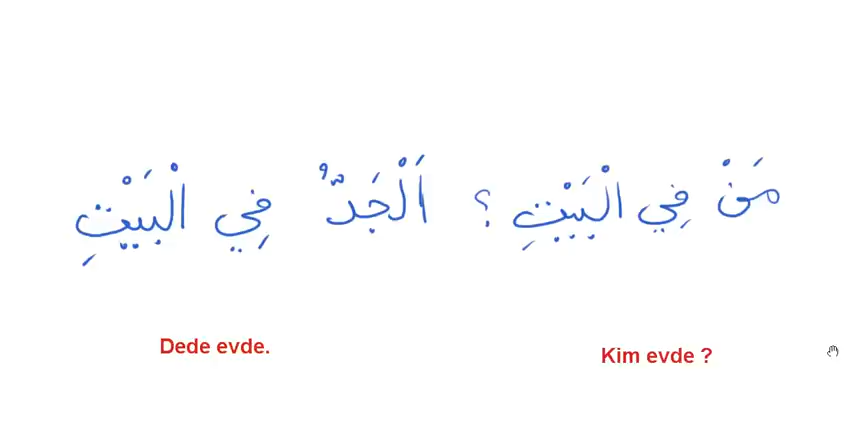 مَنْ فِي الْبَيْتِ ؟ اَلْجَدُّ فِي الْبَيْتِ
Dede evde.
Kim evde ?